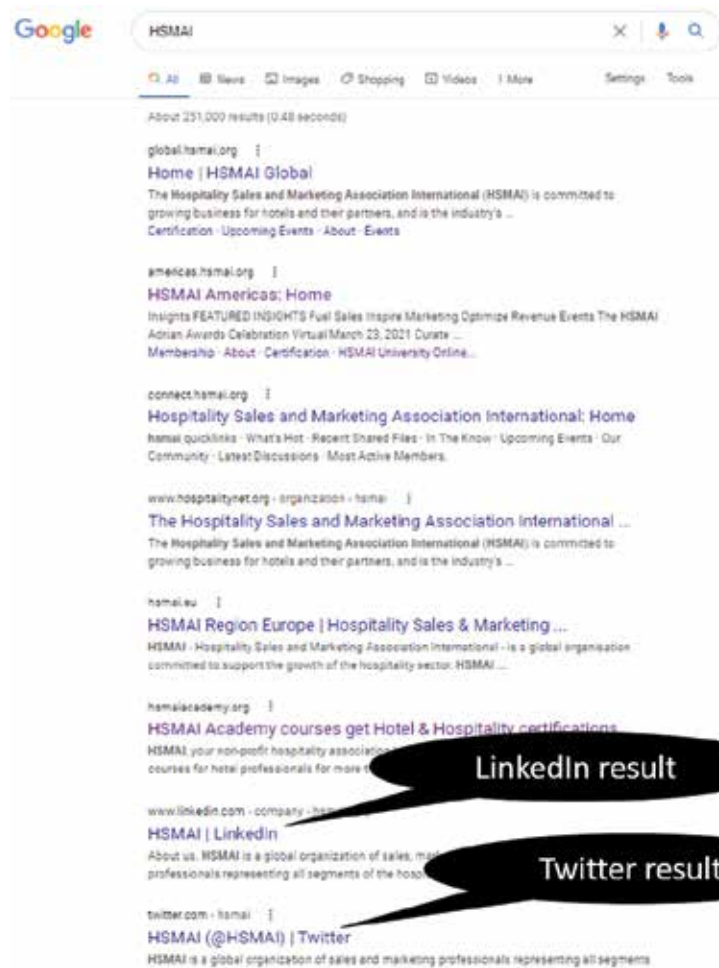 Google
HSMAI
All News Images Shopping Videos More Settings Tools
About 251,000 results (0.48 seconds)
global.hsmai.org
Home | HSMAI Global
The Hospitality Sales and Marketing Association International (HSMAI) is committed to
growing business for hotels and their partners, and is the industry's ...
Certification · Upcoming Events · About · Events
americas.hsmai.org
HSMAI Americas: Home
Insights FEATURED INSIGHTS Fuel Sales Inspire Marketing Optimize Revenue Events The HSMAI
Adrian Awards Celebration Virtual March 23, 2021 Curate ...
Membership · About · Certification · HSMAI University Online...
connect.hsmai.org
Hospitality Sales and Marketing Association International: Home
hsmai quicklinks · What's Hot · Recent Shared Files · In The Know · Upcoming Events · Our
Community · Latest Discussions · Most Active Members.
www.hospitalitynet.org › organization › hsmai
The Hospitality Sales and Marketing Association International ...
The Hospitality Sales and Marketing Association International (HSMAI) is committed to
growing business for hotels and their partners, and is the industry's ...
hsmai.eu
HSMAI Region Europe | Hospitality Sales & Marketing ...
HSMAI - Hospitality Sales and Marketing Association International - is a global organisation
committed to support the growth of the hospitality sector. HSMAI ...
hsmaiacademy.org
HSMAI Academy courses get Hotel & Hospitality certifications
HSMAI, your non-profit hospitality association
courses for hotel professionals for more
LinkedIn result
www.linkedin.com › company
HSMAI | LinkedIn
About us. HSMAI is a global organization of sales,
professionals representing all segments of the
Twitter result
twitter.com › hsmai
HSMAI (@HSMAI) | Twitter
HSMAI is a global organization of sales and marketing professionals representing all segments